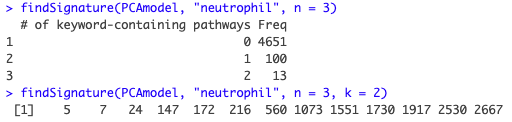 > findSignature(PCAmodel, "neutrophil", n = 3)
  # of keyword-containing pathways Freq
1                                0 4651
2                                1  100
3                                2   13
> findSignature(PCAmodel, "neutrophil", n = 3, k = 2)
 [1]    5    7   24  147  172  216  560 1073 1551 1730 1917 2530 2667